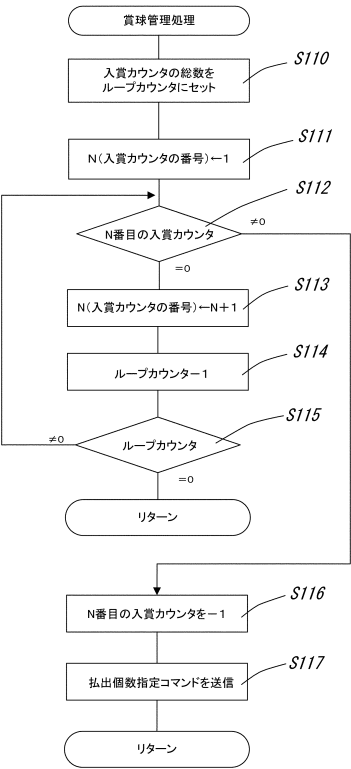 賞球管理処理
入賞カウンタの総数を
ループカウンタにセット
S110
N(入賞カウンタの番号)←1
S111
N番目の入賞カウンタ
S112
≠0
=0
N(入賞カウンタの番号)←N+1
S113
ループカウンター1
S114
ループカウンタ
S115
≠0
=0
リターン
N番目の入賞カウンタを-1
S116
払出個数指定コマンドを送信
S117
リターン